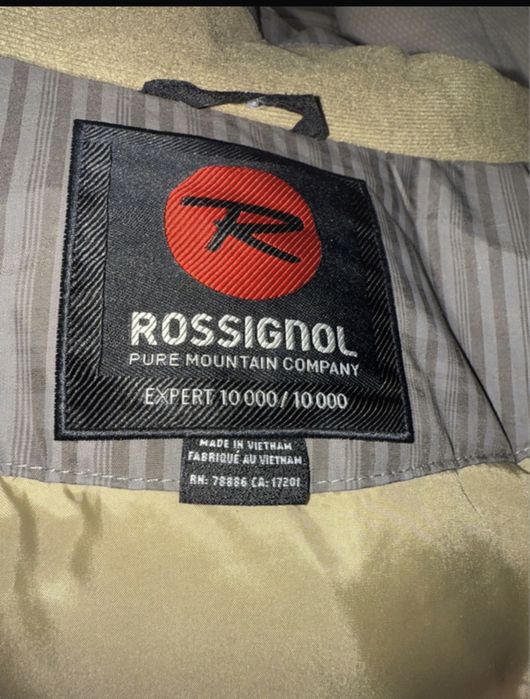 R
ROSSIGNOL
PURE MOUNTAIN COMPANY
EXPERT 10 000 / 10 000
MADE IN VIETNAM
FABRIQUÉ AU VIETNAM
RN: 78886 CA: 17201